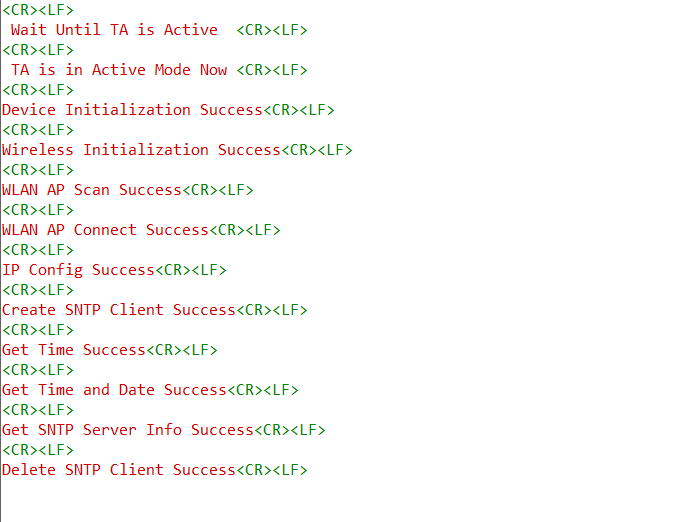 <CR><LF>
 Wait Until TA is Active  <CR><LF>
<CR><LF>
 TA is in Active Mode Now <CR><LF>
<CR><LF>
Device Initialization Success<CR><LF>
<CR><LF>
Wireless Initialization Success<CR><LF>
<CR><LF>
WLAN AP Scan Success<CR><LF>
<CR><LF>
WLAN AP Connect Success<CR><LF>
<CR><LF>
IP Config Success<CR><LF>
<CR><LF>
Create SNTP Client Success<CR><LF>
<CR><LF>
Get Time Success<CR><LF>
<CR><LF>
Get Time and Date Success<CR><LF>
<CR><LF>
Get SNTP Server Info Success<CR><LF>
<CR><LF>
Delete SNTP Client Success<CR><LF>